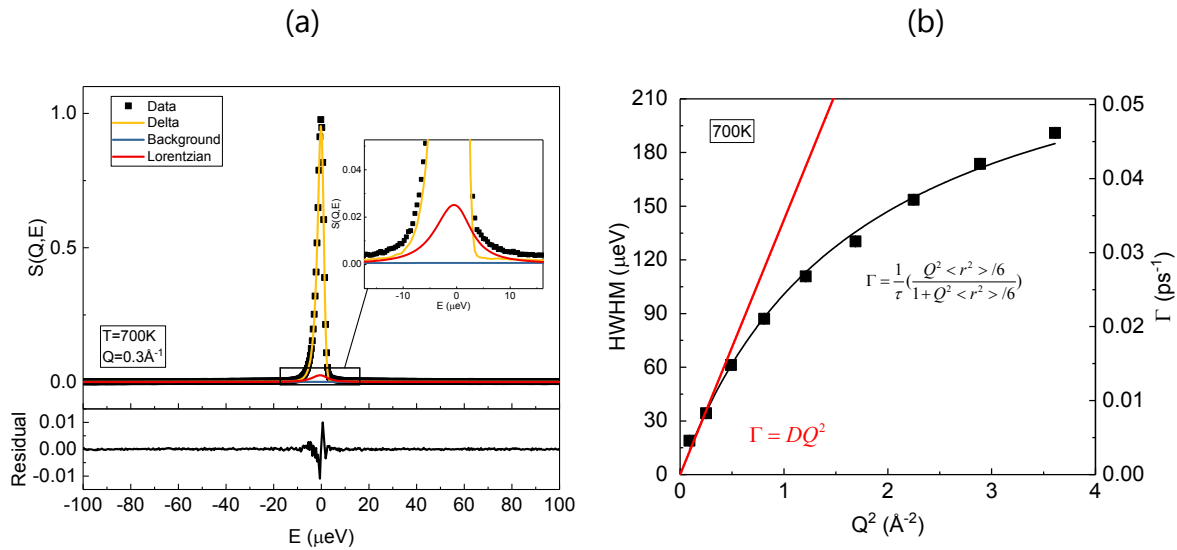 (a)
(b)
Data
Delta
Background
Lorentzian
1.0
0.5
0.0
S(Q,E)
T=700K
Q=0.3Å⁻¹
0.04
0.02
0.00
S(Q,E)
-10 0 10
E (μeV)
0.01
0.00
-0.01
Residual
-100 -80 -60 -40 -20 0 20 40 60 80 100
E (μeV)
210
180
150
120
90
60
30
0
HWHM (μeV)
700K
Γ = 1/τ (Q² < r² > /6 / 1+Q² < r² > /6)
Γ = DQ²
0 1 2 3 4
Q² (Å⁻²)
0.05
0.04
0.03
0.02
0.01
0.00
Γ (ps⁻¹)